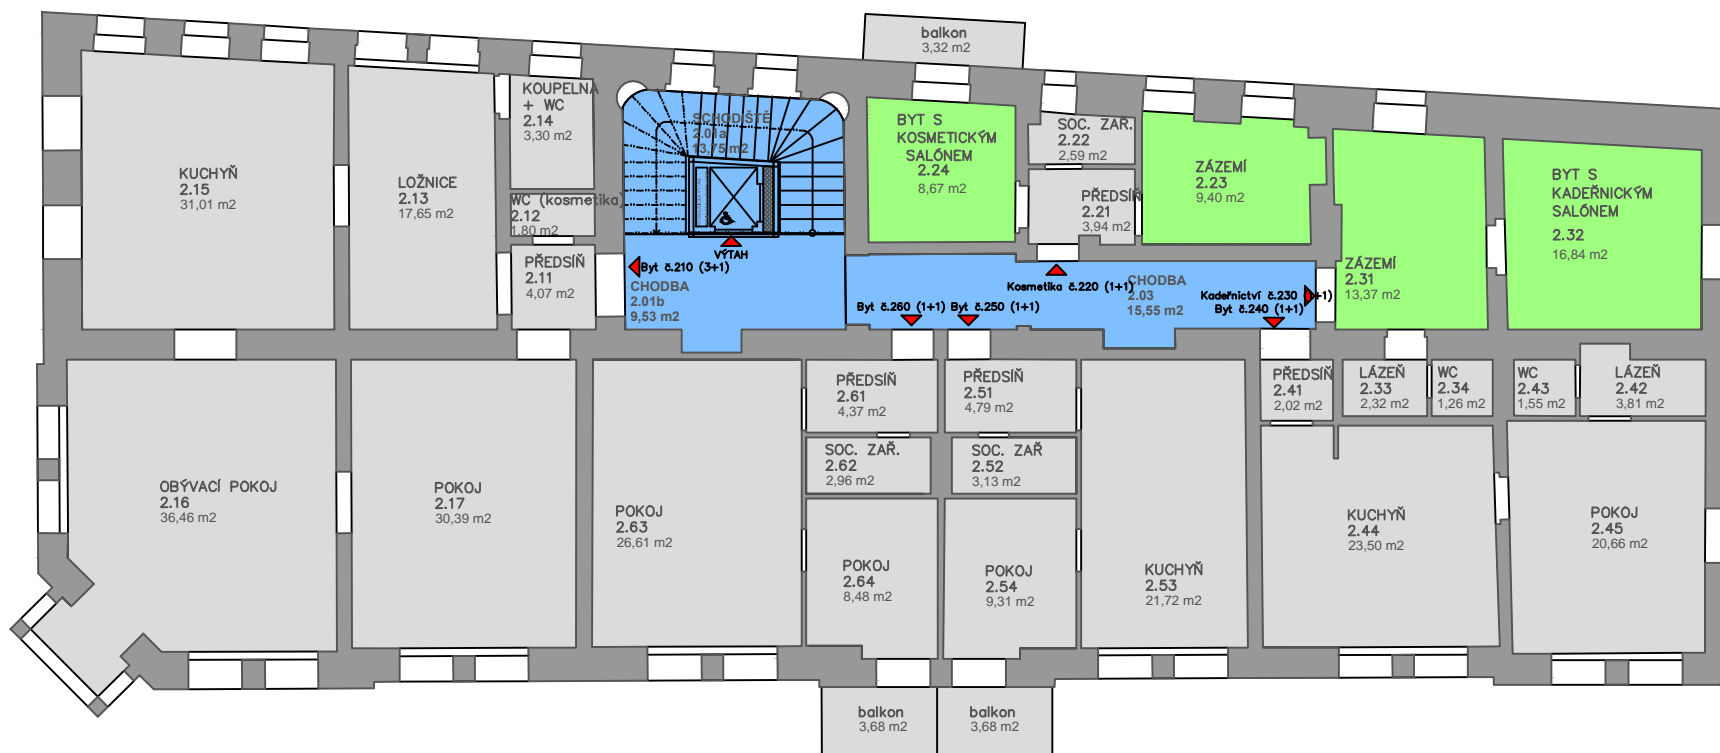 balkon
3,32 m2
KOUPELNA
+ WC
2.14
3,30 m2
SCHODIŠTĚ
2.01a
13,75 m2
BYT S
KOSMETICKÝM
SALÓNEM
2.24
8,67 m2
SOC. ZAŘ.
2.22
2,59 m2
ZÁZEMÍ
2.23
9,40 m2
BYT S
KADEŘNICKÝM
SALÓNEM
2.32
16,84 m2
KUCHYŇ
2.15
31,01 m2
LOŽNICE
2.13
17,65 m2
WC (kosmetika)
2.12
1,80 m2
PŘEDSÍŇ
2.21
3,94 m2
VÝTAH
PŘEDSÍŇ
2.11
4,07 m2
Byt č.210 (3+1)
CHODBA
2.01b
9,53 m2
Kosmetika č.220 (1+1)
CHODBA
2.03
15,55 m2
ZÁZEMÍ
2.31
13,37 m2
Kadeřnictví č.230 (1+1)
Byt č.240 (1+1)
Byt č.260 (1+1)
Byt č.250 (1+1)
PŘEDSÍŇ
2.61
4,37 m2
PŘEDSÍŇ
2.51
4,79 m2
PŘEDSÍŇ
2.41
2,02 m2
LÁZEŇ
2.33
2,32 m2
WC
2.34
1,26 m2
WC
2.43
1,55 m2
LÁZEŇ
2.42
3,81 m2
SOC. ZAŘ.
2.62
2,96 m2
SOC. ZAŘ
2.52
3,13 m2
OBÝVACÍ POKOJ
2.16
36,46 m2
POKOJ
2.17
30,39 m2
POKOJ
2.63
26,61 m2
KUCHYŇ
2.44
23,50 m2
POKOJ
2.45
20,66 m2
POKOJ
2.64
8,48 m2
POKOJ
2.54
9,31 m2
KUCHYŇ
2.53
21,72 m2
balkon
3,68 m2
balkon
3,68 m2